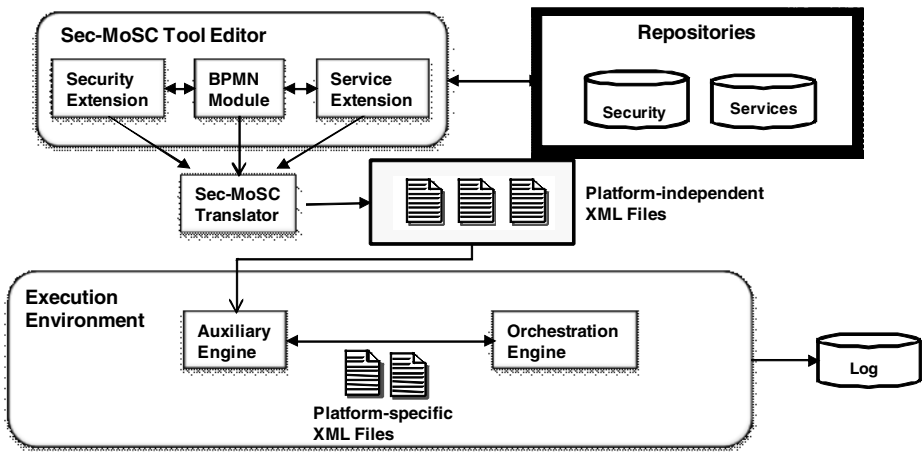 Sec-MoSC Tool Editor
Security
Extension
BPMN
Module
Service
Extension
Repositories
Security
Services
Sec-MoSC
Translator
Platform-independent
XML Files
Execution
Environment
Auxiliary
Engine
Orchestration
Engine
Platform-specific
XML Files
Log